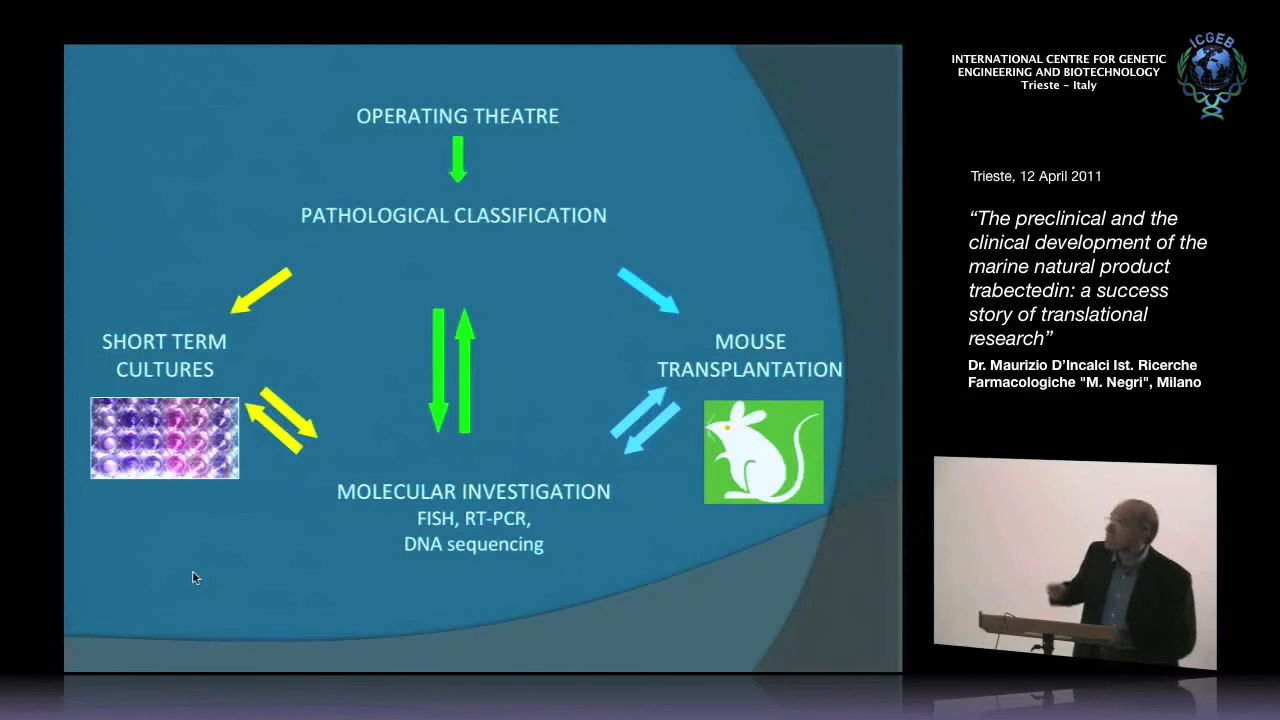 OPERATING THEATRE
PATHOLOGICAL CLASSIFICATION
SHORT TERM
CULTURES
MOUSE
TRANSPLANTATION
MOLECULAR INVESTIGATION
FISH, RT-PCR,
DNA sequencing
INTERNATIONAL CENTRE FOR GENETIC
ENGINEERING AND BIOTECHNOLOGY
Trieste - Italy
ICGEB
Trieste, 12 April 2011
“The preclinical and the
clinical development of the
marine natural product
trabectedin: a success
story of translational
research”
Dr. Maurizio D’Incalci Ist. Ricerche
Farmacologiche "M. Negri", Milano